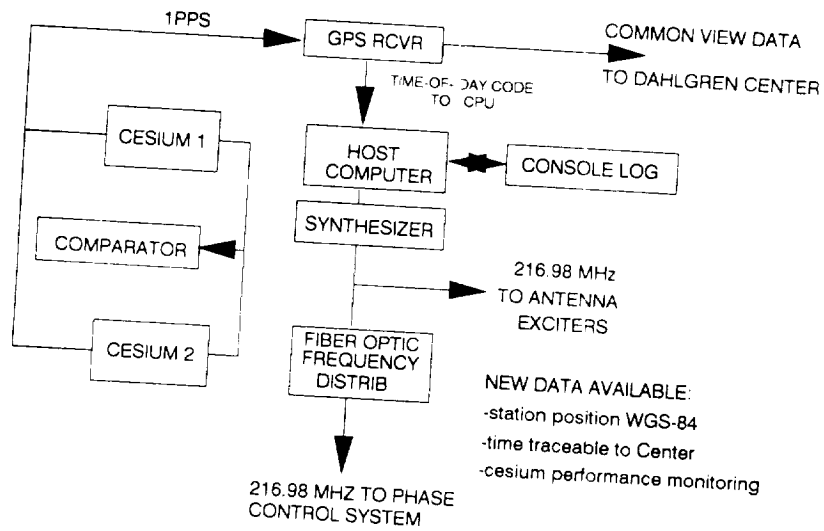 1PPS
GPS RCVR
COMMON VIEW DATA
TO DAHLGREN CENTER
TIME-OF-DAY CODE
TO CPU
CESIUM 1
HOST
COMPUTER
CONSOLE LOG
SYNTHESIZER
COMPARATOR
216.98 MHz
TO ANTENNA
EXCITERS
CESIUM 2
FIBER OPTIC
FREQUENCY
DISTRIB
NEW DATA AVAILABLE:
-station position WGS-84
-time traceable to Center
-cesium performance monitoring
216.98 MHZ TO PHASE
CONTROL SYSTEM